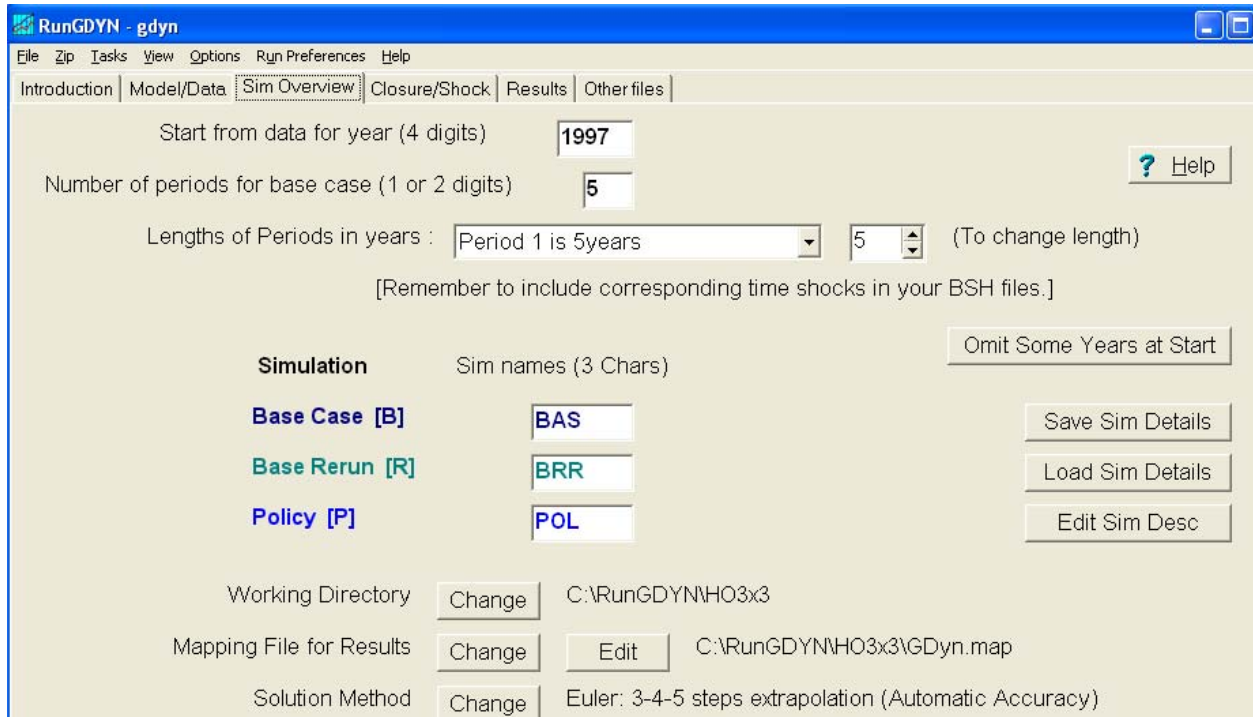 RunGDYN - gdyn
File Zip Tasks View Options Run Preferences Help
Introduction Model/Data Sim Overview Closure/Shock Results Other files
Start from data for year (4 digits) 1997
? Help
Number of periods for base case (1 or 2 digits) 5
Lengths of Periods in years : Period 1 is 5years 5 (To change length)
[Remember to include corresponding time shocks in your BSH files.]
Omit Some Years at Start
Simulation Sim names (3 Chars)
Base Case [B] BAS Save Sim Details
Base Rerun [R] BRR Load Sim Details
Policy [P] POL Edit Sim Desc
Working Directory Change C:\RunGDYN\HO3x3
Mapping File for Results Change Edit C:\RunGDYN\HO3x3\GDyn.map
Solution Method Change Euler: 3-4-5 steps extrapolation (Automatic Accuracy)